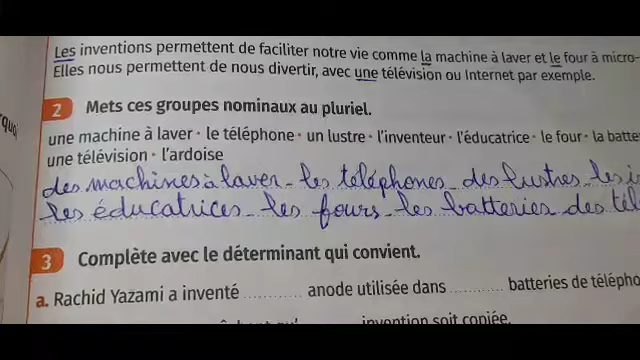 Les inventions permettent de faciliter notre vie comme la machine à laver et le four à micro-
Elles nous permettent de nous divertir, avec une télévision ou Internet par exemple.
2 Mets ces groupes nominaux au pluriel.
une machine à laver • le téléphone • un lustre • l'inventeur • l'éducatrice • le four • la batte
une télévision • l'ardoise
des machines à laver - les téléphones - des lustres - les i
les éducatrices - les fours - les batteries des tél
3 Complète avec le déterminant qui convient.
a. Rachid Yazami a inventé ............ anode utilisée dans ............ batteries de télépho
invention soit copiée.